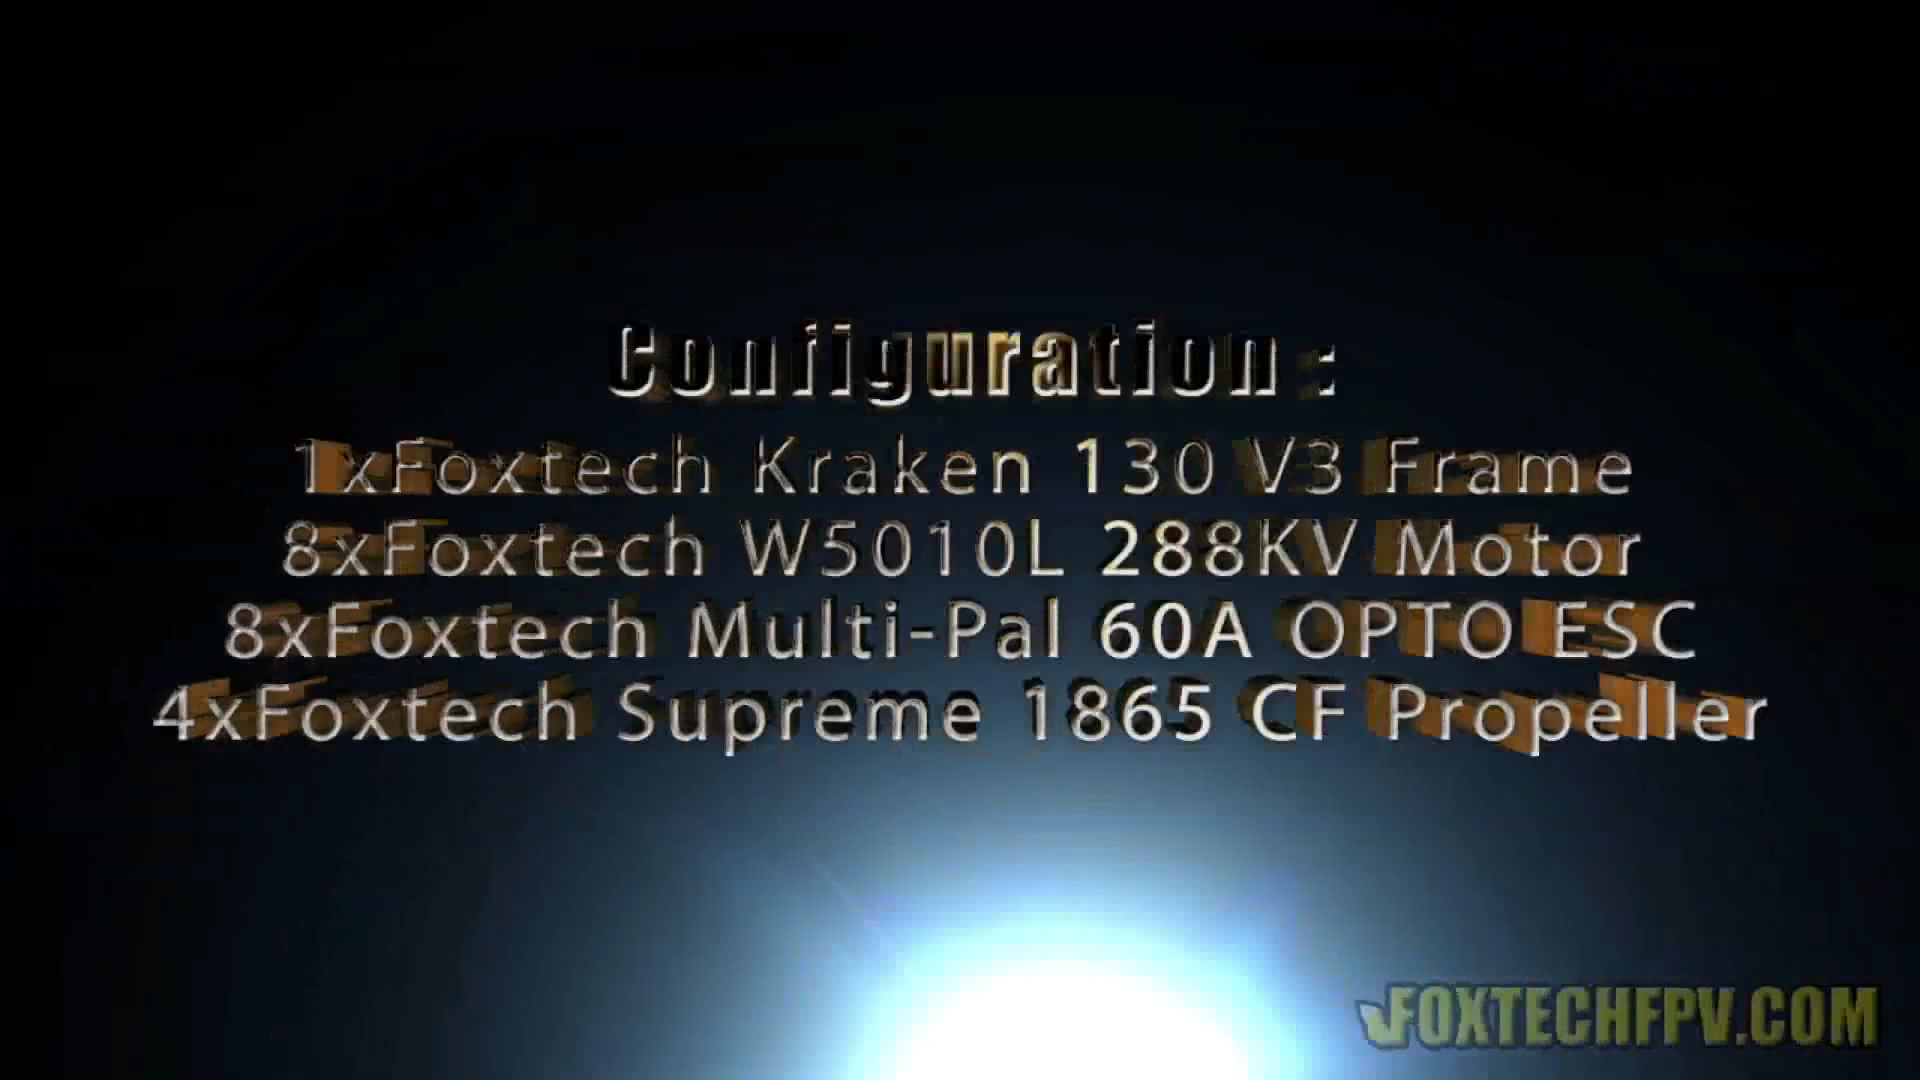 Configuration :
1xFoxtech Kraken 130 V3 Frame
8xFoxtech W5010L 288KV Motor
8xFoxtech Multi-Pal 60A OPTO ESC
4xFoxtech Supreme 1865 CF Propeller
FOXTECHFPV.COM